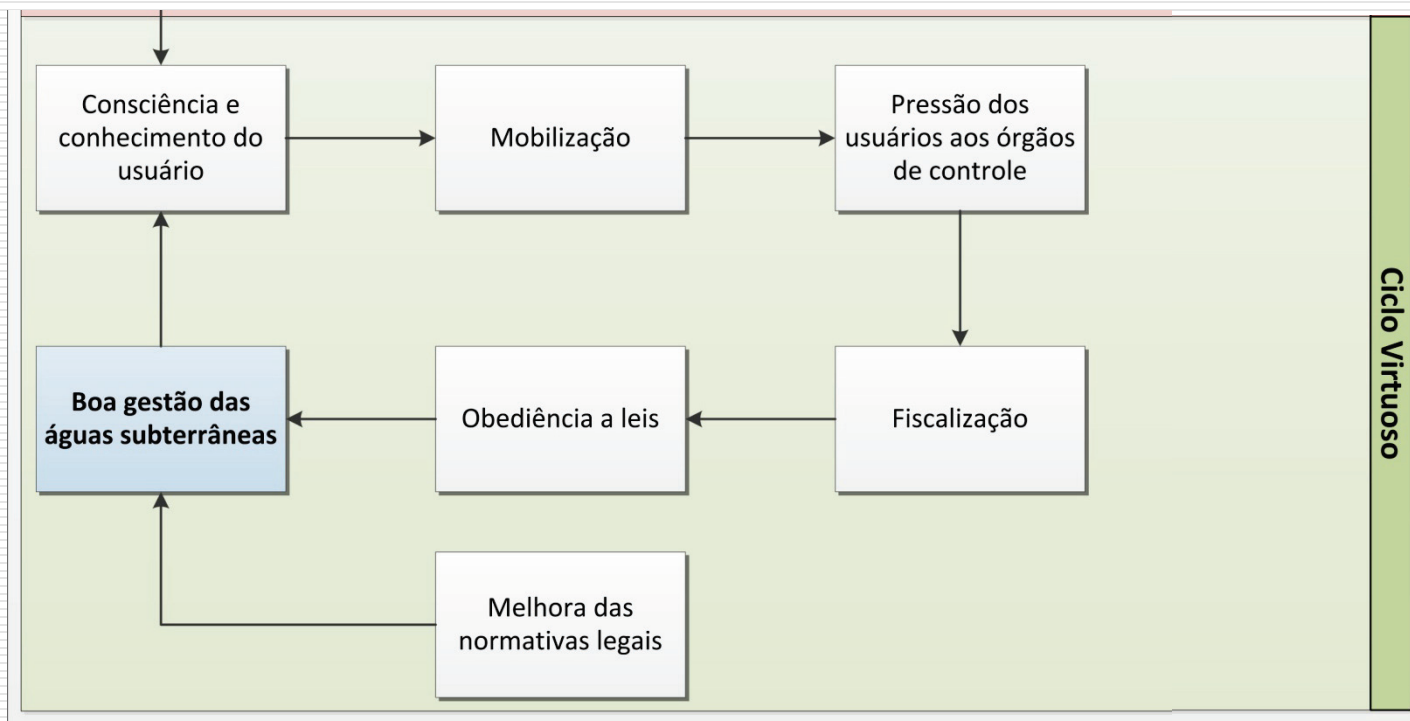 Consciência e
conhecimento do
usuário
Mobilização
Pressão dos
usuários aos órgãos
de controle
Boa gestão das
águas subterrâneas
Obediência a leis
Fiscalização
Melhora das
normativas legais
Ciclo Virtuoso